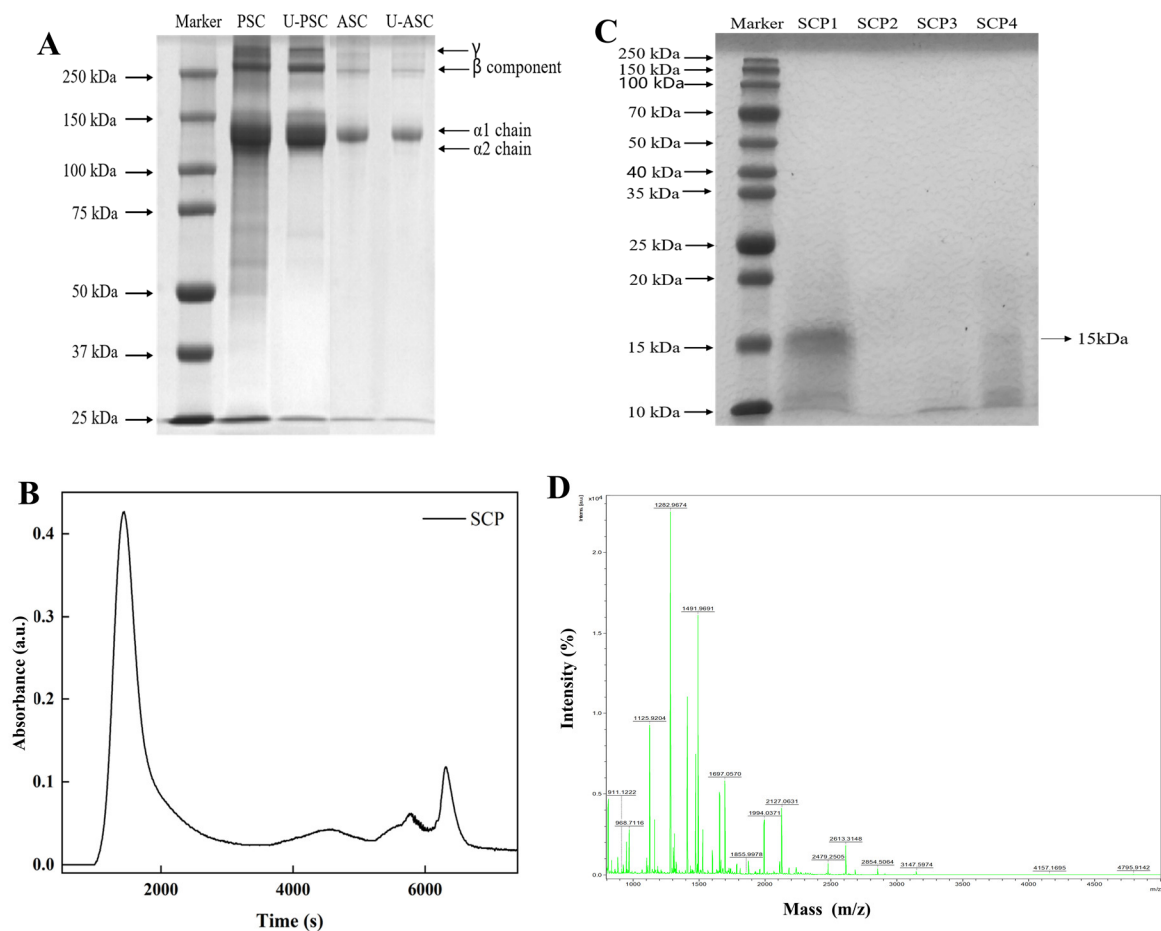 A
Marker PSC U-PSC ASC U-ASC
γ
β component
250 kDa
150 kDa
α1 chain
α2 chain
100 kDa
75 kDa
50 kDa
37 kDa
25 kDa
C
Marker SCP1 SCP2 SCP3 SCP4
250 kDa
150 kDa
100 kDa
70 kDa
50 kDa
40 kDa
35 kDa
25 kDa
20 kDa
15 kDa
15kDa
10 kDa
B
SCP
0.4
0.3
0.2
0.1
0.0
Absorbance (a.u.)
2000 4000 6000
Time (s)
D
Intens. [a.u.]
x10⁴
1282.9674
2.0
1491.9691
1.5
1.0
1125.9204
1697.0570
0.5
911.1222
2127.0631
1994.0371
968.7116
2613.3148
1855.9978
2479.2505
2854.5064
3147.5974
4157.1695
4795.9142
0.0
1000 1500 2000 2500 3000 3500 4000 4500
m/z
Intensity (%)
Mass (m/z)